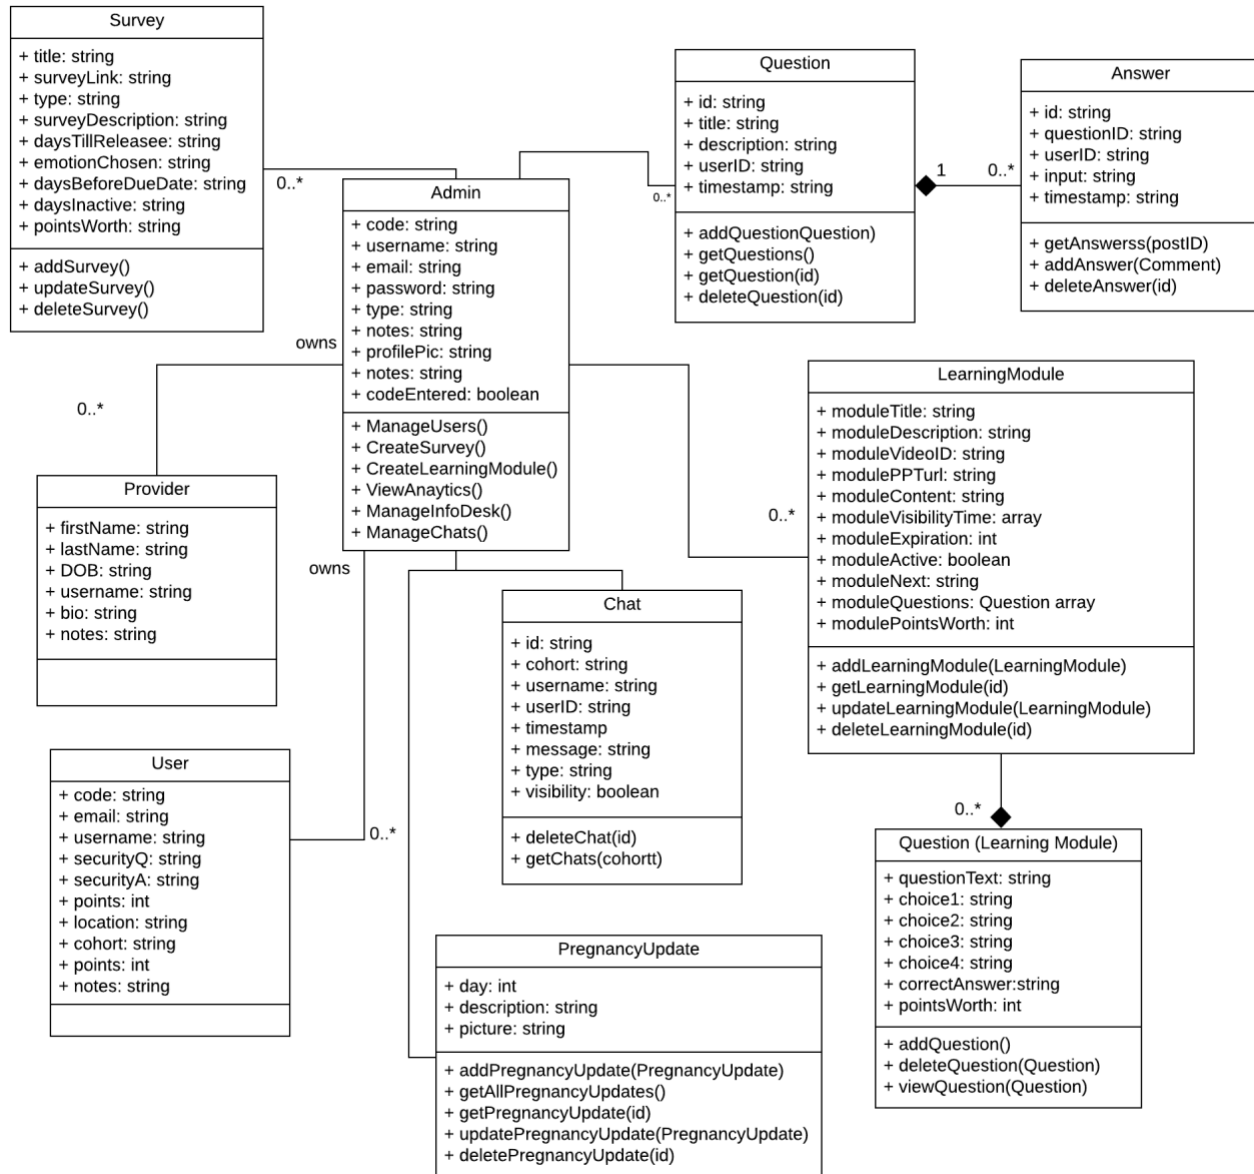 Survey
+ title: string
+ surveyLink: string
+ type: string
+ surveyDescription: string
+ daysTillReleasee: string
+ emotionChosen: string
+ daysBeforeDueDate: string
+ daysInactive: string
+ pointsWorth: string
+ addSurvey()
+ updateSurvey()
+ deleteSurvey()
0..*
Admin
+ code: string
+ username: string
+ email: string
+ password: string
+ type: string
+ notes: string
+ profilePic: string
+ notes: string
+ codeEntered: boolean
+ ManageUsers()
+ CreateSurvey()
+ CreateLearningModule()
+ ViewAnaytics()
+ ManageInfoDesk()
+ ManageChats()
0..*
Question
+ id: string
+ title: string
+ description: string
+ userID: string
+ timestamp: string
+ addQuestionQuestion)
+ getQuestions()
+ getQuestion(id)
+ deleteQuestion(id)
1
0..*
Answer
+ id: string
+ questionID: string
+ userID: string
+ input: string
+ timestamp: string
+ getAnswerss(postID)
+ addAnswer(Comment)
+ deleteAnswer(id)
owns
0..*
Provider
+ firstName: string
+ lastName: string
+ DOB: string
+ username: string
+ bio: string
+ notes: string
owns
0..*
User
+ code: string
+ email: string
+ username: string
+ securityQ: string
+ securityA: string
+ points: int
+ location: string
+ cohort: string
+ points: int
+ notes: string
Chat
+ id: string
+ cohort: string
+ username: string
+ userID: string
+ timestamp
+ message: string
+ type: string
+ visibility: boolean
+ deleteChat(id)
+ getChats(cohortt)
PregnancyUpdate
+ day: int
+ description: string
+ picture: string
+ addPregnancyUpdate(PregnancyUpdate)
+ getAllPregnancyUpdates()
+ getPregnancyUpdate(id)
+ updatePregnancyUpdate(PregnancyUpdate)
+ deletePregnancyUpdate(id)
0..*
LearningModule
+ moduleTitle: string
+ moduleDescription: string
+ moduleVideoID: string
+ modulePPTurl: string
+ moduleContent: string
+ moduleVisibilityTime: array
+ moduleExpiration: int
+ moduleActive: boolean
+ moduleNext: string
+ moduleQuestions: Question array
+ modulePointsWorth: int
+ addLearningModule(LearningModule)
+ getLearningModule(id)
+ updateLearningModule(LearningModule)
+ deleteLearningModule(id)
0..*
Question (Learning Module)
+ questionText: string
+ choice1: string
+ choice2: string
+ choice3: string
+ choice4: string
+ correctAnswer:string
+ pointsWorth: int
+ addQuestion()
+ deleteQuestion(Question)
+ viewQuestion(Question)